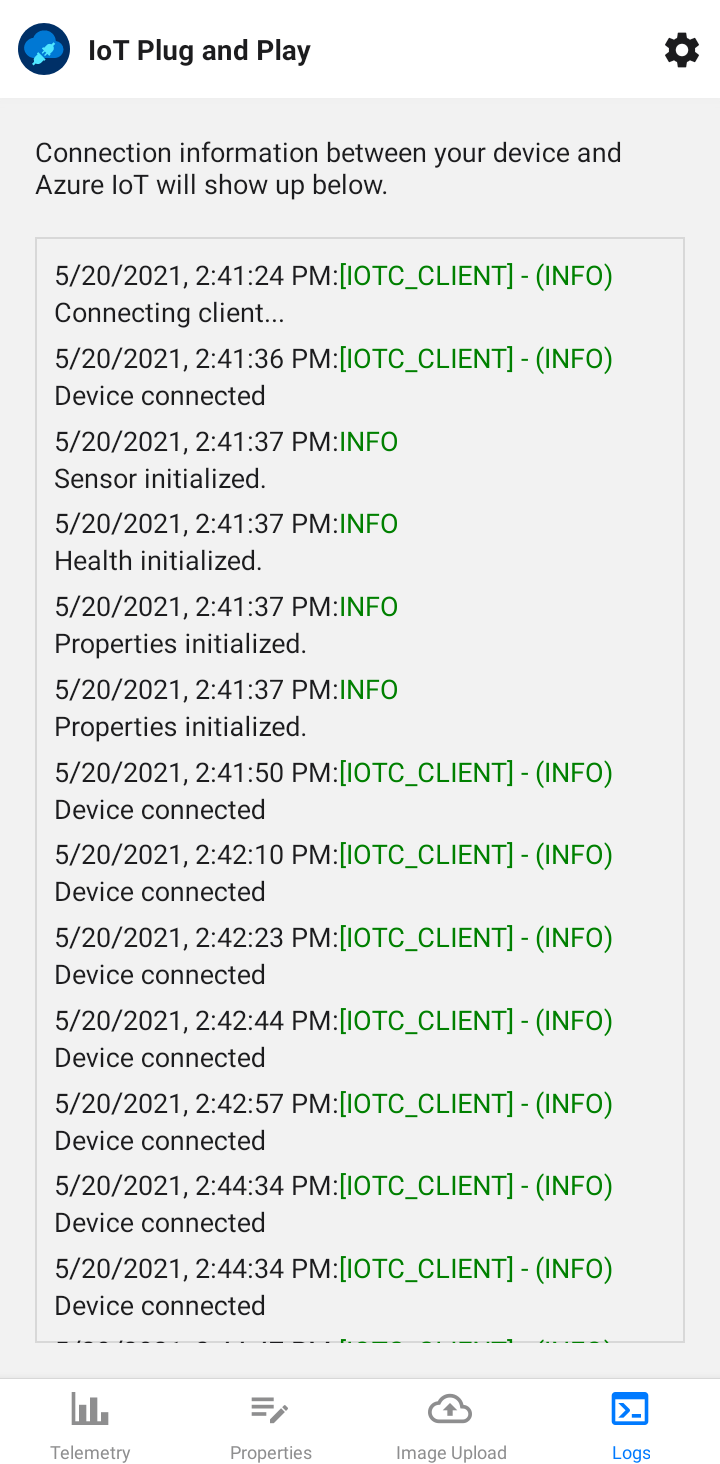 IoT Plug and Play
Connection information between your device and
Azure IoT will show up below.
5/20/2021, 2:41:24 PM:[IOTC_CLIENT] - (INFO)
Connecting client...
5/20/2021, 2:41:36 PM:[IOTC_CLIENT] - (INFO)
Device connected
5/20/2021, 2:41:37 PM:INFO
Sensor initialized.
5/20/2021, 2:41:37 PM:INFO
Health initialized.
5/20/2021, 2:41:37 PM:INFO
Properties initialized.
5/20/2021, 2:41:37 PM:INFO
Properties initialized.
5/20/2021, 2:41:50 PM:[IOTC_CLIENT] - (INFO)
Device connected
5/20/2021, 2:42:10 PM:[IOTC_CLIENT] - (INFO)
Device connected
5/20/2021, 2:42:23 PM:[IOTC_CLIENT] - (INFO)
Device connected
5/20/2021, 2:42:44 PM:[IOTC_CLIENT] - (INFO)
Device connected
5/20/2021, 2:42:57 PM:[IOTC_CLIENT] - (INFO)
Device connected
5/20/2021, 2:44:34 PM:[IOTC_CLIENT] - (INFO)
Device connected
5/20/2021, 2:44:34 PM:[IOTC_CLIENT] - (INFO)
Device connected
Telemetry
Properties
Image Upload
Logs